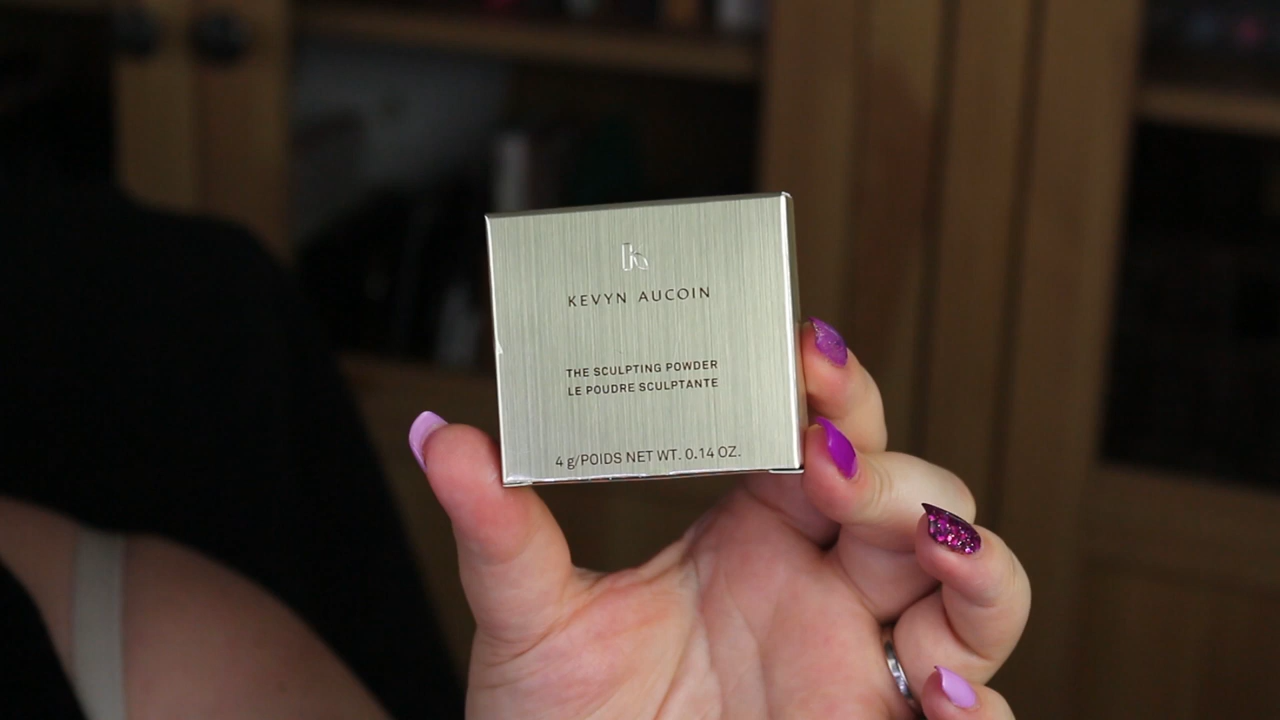 k
KEVYN AUCOIN
THE SCULPTING POWDER
LE POUDRE SCULPTANTE
4 g/POIDS NET WT. 0.14 OZ.